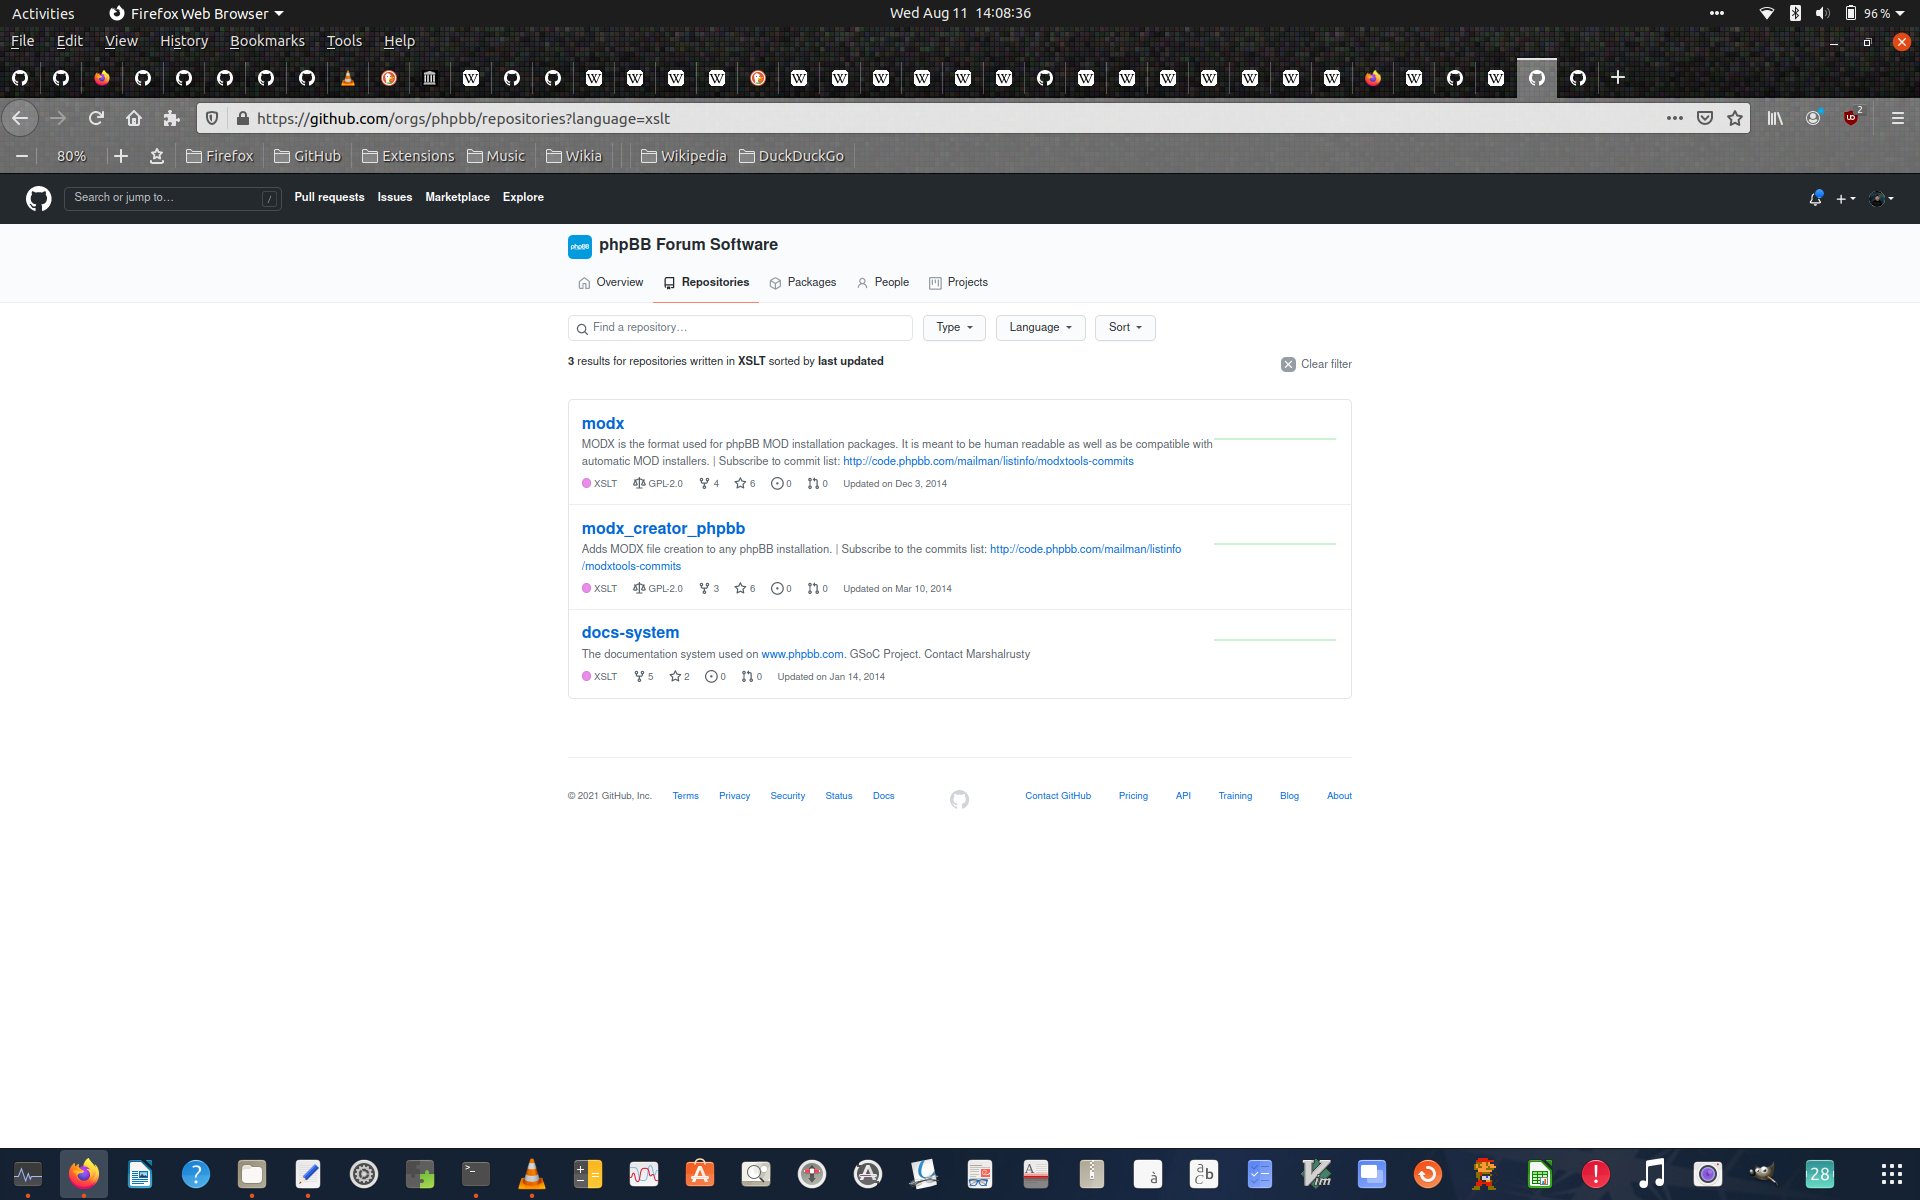 Activities Firefox Web Browser Wed Aug 11 14:08:36 96 %
File Edit View History Bookmarks Tools Help
https://github.com/orgs/phpbb/repositories?language=xslt 2
80% Firefox GitHub Extensions Music Wikia Wikipedia DuckDuckGo
Search or jump to… / Pull requests Issues Marketplace Explore
phpBB phpBB Forum Software
Overview Repositories Packages People Projects
Find a repository… Type Language Sort
3 results for repositories written in XSLT sorted by last updated Clear filter
modx
MODX is the format used for phpBB MOD installation packages. It is meant to be human readable as well as be compatible with
automatic MOD installers. | Subscribe to commit list: http://code.phpbb.com/mailman/listinfo/modxtools-commits
XSLT GPL-2.0 4 6 0 0 Updated on Dec 3, 2014
modx_creator_phpbb
Adds MODX file creation to any phpBB installation. | Subscribe to the commits list: http://code.phpbb.com/mailman/listinfo
/modxtools-commits
XSLT GPL-2.0 3 6 0 0 Updated on Mar 10, 2014
docs-system
The documentation system used on www.phpbb.com. GSoC Project. Contact Marshalrusty
XSLT 5 2 0 0 Updated on Jan 14, 2014
© 2021 GitHub, Inc. Terms Privacy Security Status Docs Contact GitHub Pricing API Training Blog About
28